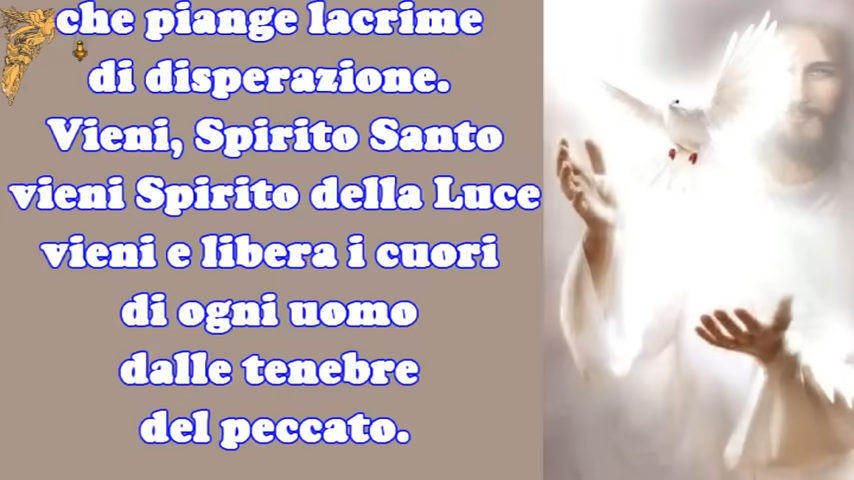 che piange lacrime
di disperazione.
Vieni, Spirito Santo
vieni Spirito della Luce
vieni e libera i cuori
di ogni uomo
dalle tenebre
del peccato.